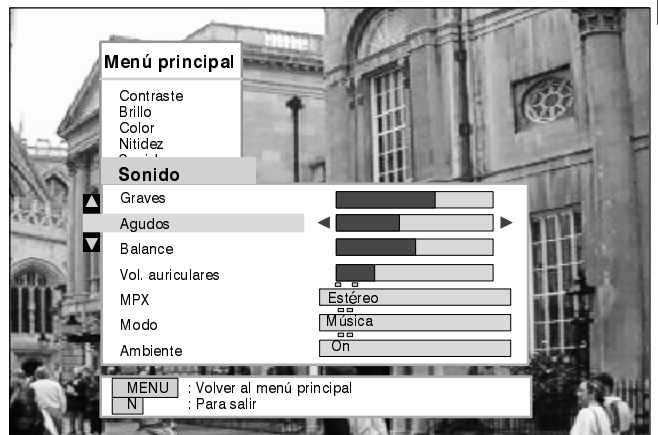 Menú principal
Contraste
Brillo
Color
Nitidez
Sonido
Graves
Agudos
Balance
Vol. auriculares
MPX Estéreo
Modo Música
Ambiente On
MENU : Volver al menú principal
N : Para salir